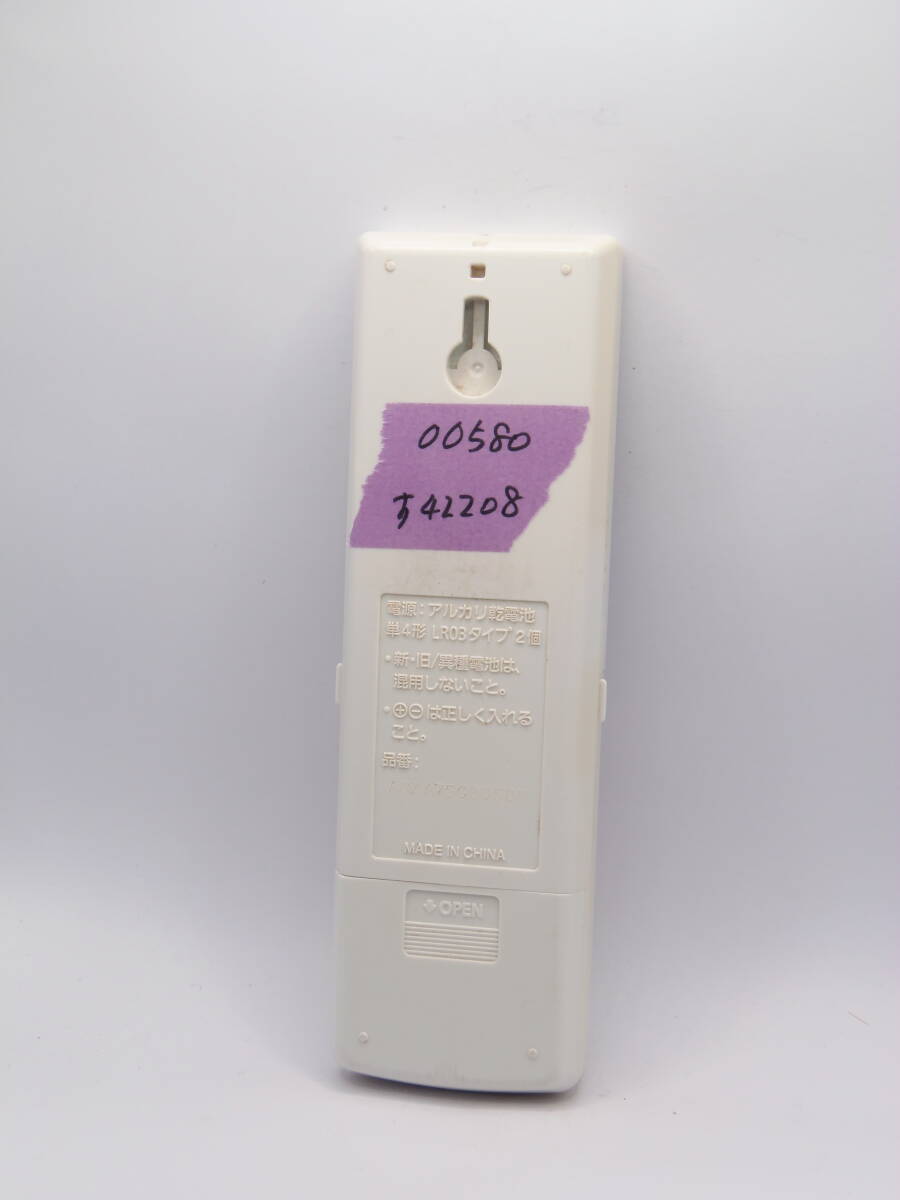 00580
す42208
電源：アルカリ乾電池
単4形 LR03タイプ 2個
・新・旧/異種電池は、
混用しないこと。
・⊕⊖は正しく入れる
こと。
品番：
MADE IN CHINA
OPEN